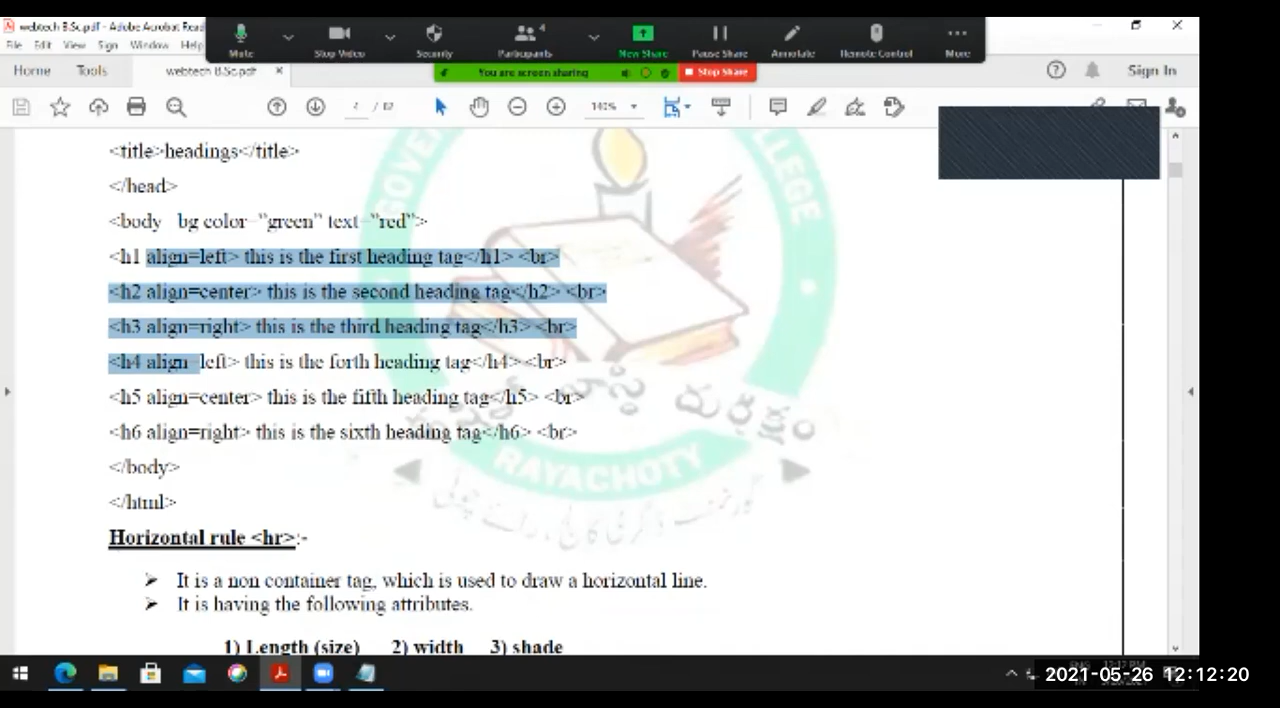 webtech B.Sc.pdf - Adobe Acrobat Read
File Edit View Sign Window Help
Mute Stop Video Security Participants 4 New Share Pause Share Annotate Remote Control More
You are screen sharing Stop Share
Home Tools webtech B.Sc.pdf × Sign In
4 / 82 140%
<title>headings</title>
</head>
<body bg color="green" text="red">
<h1 align=left> this is the first heading tag</h1> <br>
<h2 align=center> this is the second heading tag</h2> <br>
<h3 align=right> this is the third heading tag</h3> <br>
<h4 align=left> this is the forth heading tag</h4> <br>
<h5 align=center> this is the fifth heading tag</h5> <br>
<h6 align=right> this is the sixth heading tag</h6> <br>
</body>
</html>
RAYACHOTY
Horizontal rule <hr>:-
➤ It is a non container tag, which is used to draw a horizontal line.
➤ It is having the following attributes.
1) Length (size) 2) width 3) shade
2021-05-26 12:12:20